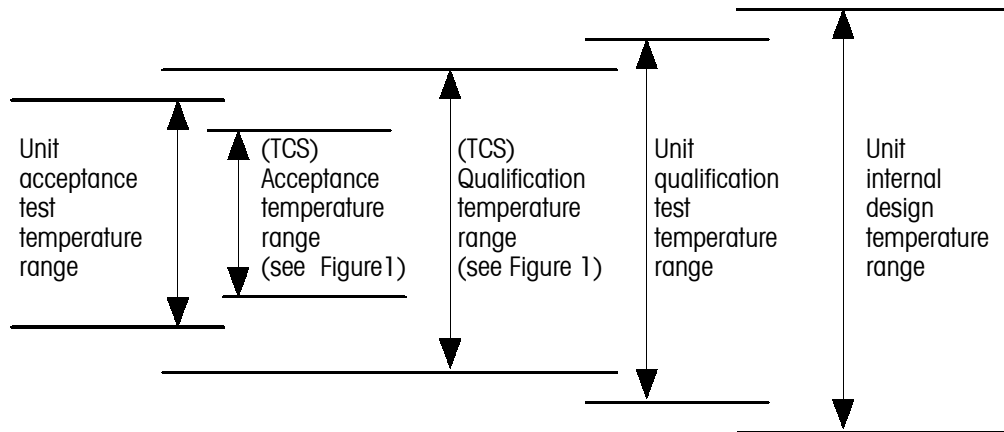 Unit
acceptance
test
temperature
range
(TCS)
Acceptance
temperature
range
(see Figure1)
(TCS)
Qualification
temperature
range
(see Figure 1)
Unit
qualification
test
temperature
range
Unit
internal
design
temperature
range